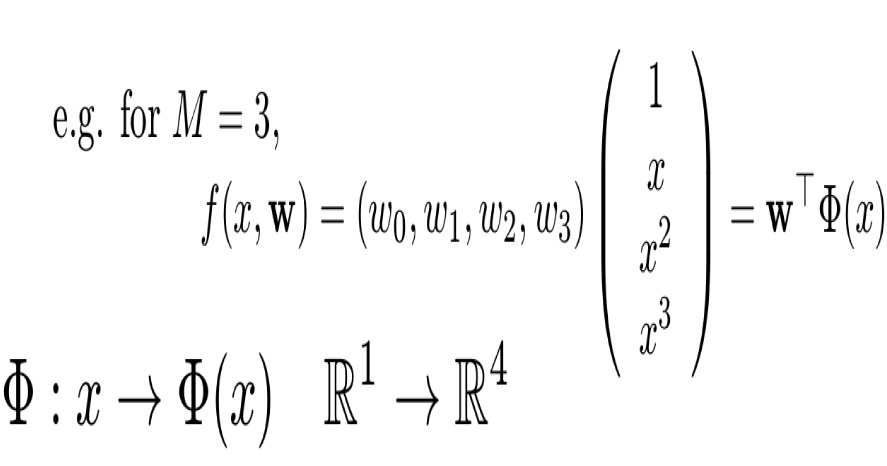 e.g. for M = 3,
f(x, w) = (w₀, w₁, w₂, w₃) ( 1 x x² x³ ) = w^⊤Φ(x)
Φ : x → Φ(x) ℝ¹ → ℝ⁴